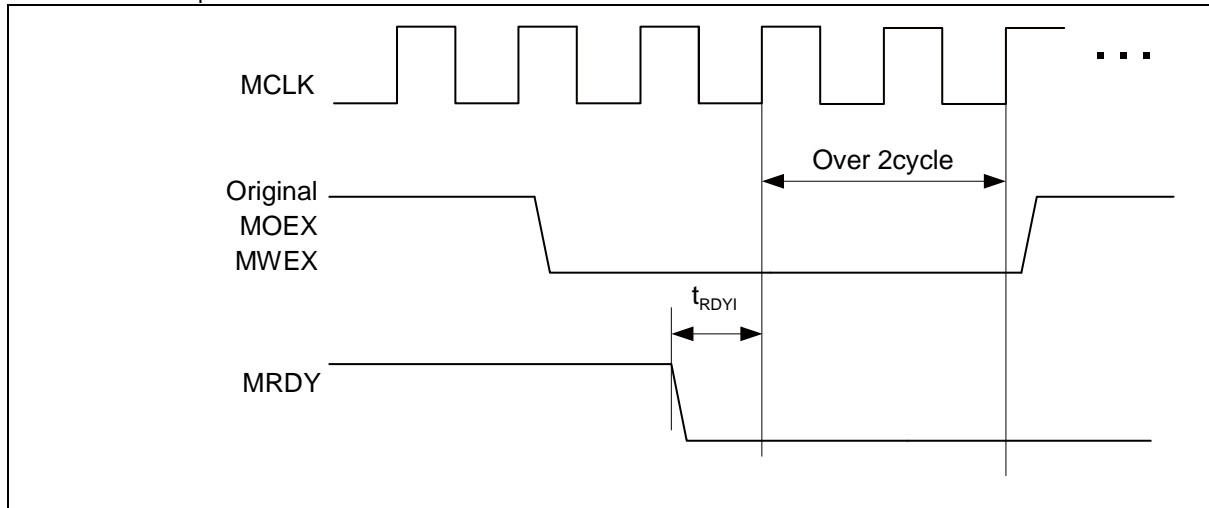 MCLK
. . .
Over 2cycle
Original
MOEX
MWEX
tRDYI
MRDY